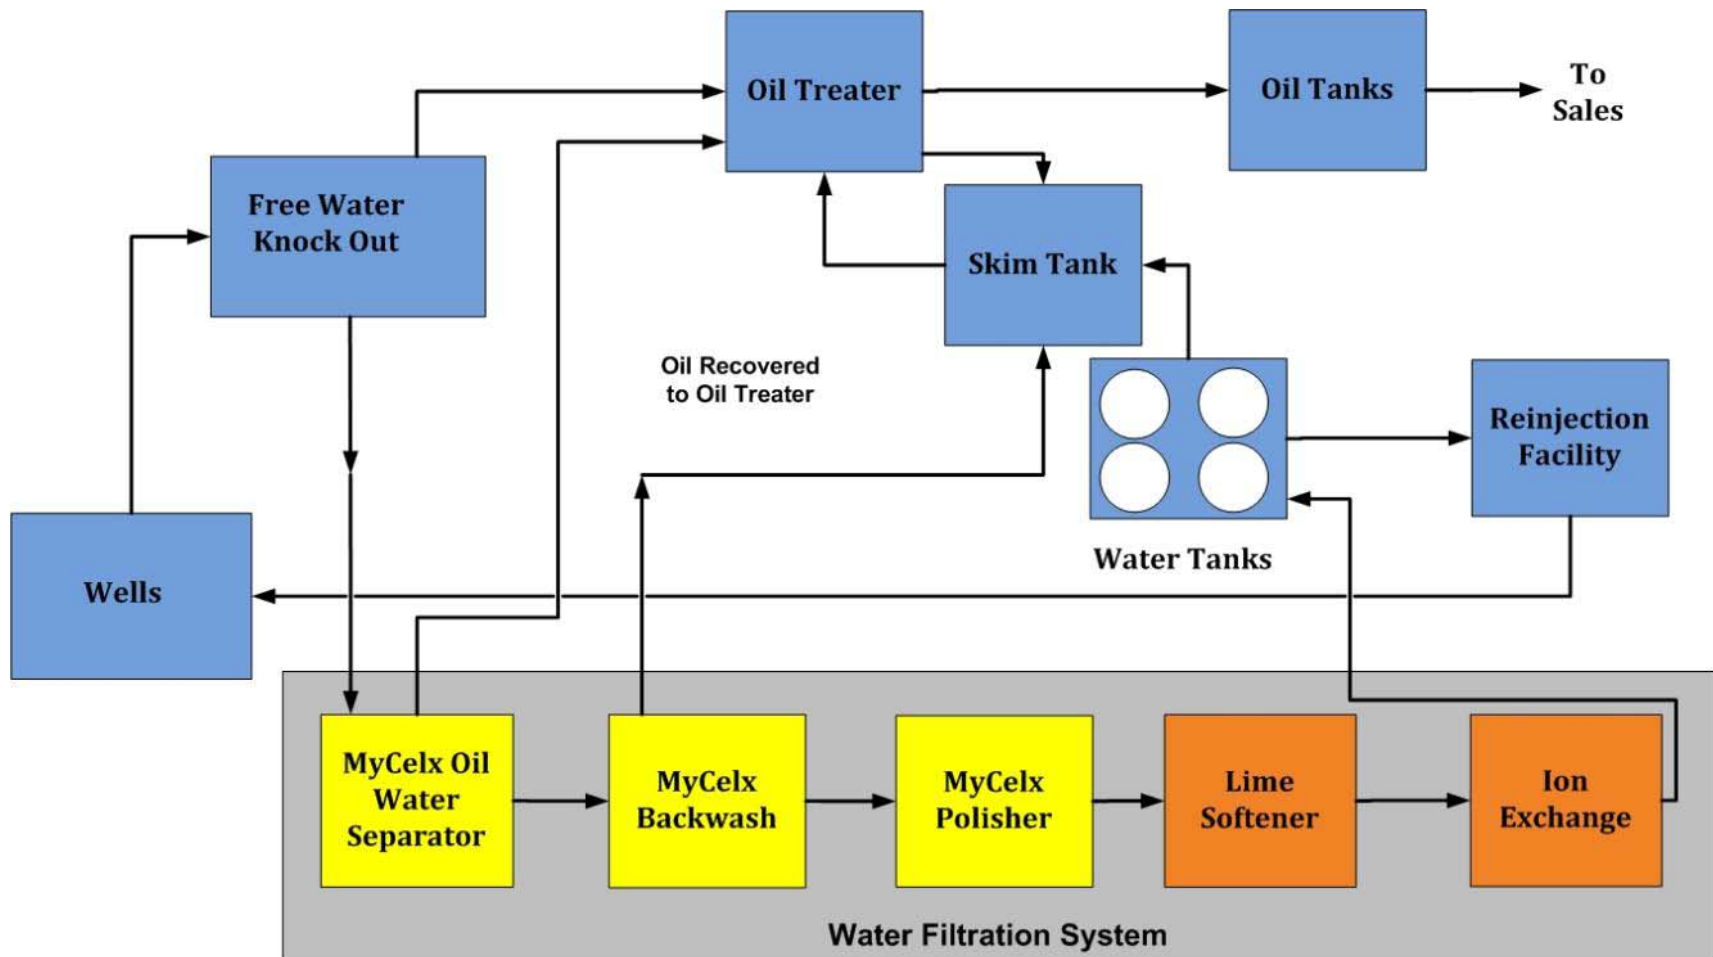 Oil Treater
Oil Tanks
To
Sales
Free Water
Knock Out
Skim Tank
Oil Recovered
to Oil Treater
Reinjection
Facility
Water Tanks
Wells
MyCelx Oil
Water
Separator
MyCelx
Backwash
MyCelx
Polisher
Lime
Softener
Ion
Exchange
Water Filtration System